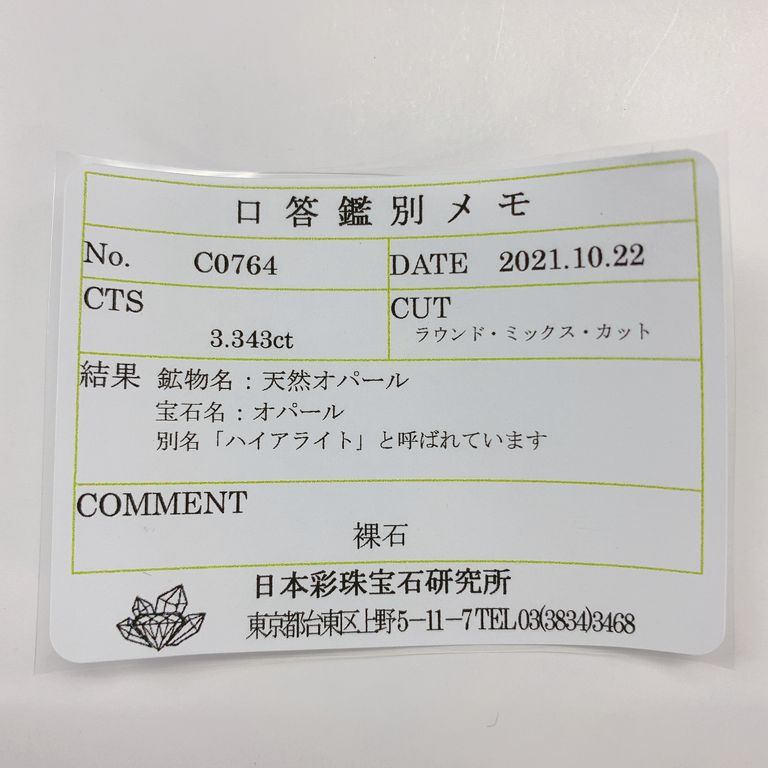 口答鑑別メモ
No. C0764 DATE 2021.10.22
CTS 3.343ct CUT ラウンド・ミックス・カット
結果 鉱物名：天然オパール
宝石名：オパール
別名「ハイアライト」と呼ばれています
COMMENT
裸石
日本彩珠宝石研究所
東京都台東区上野5－11－7 TEL 03(3834)3468